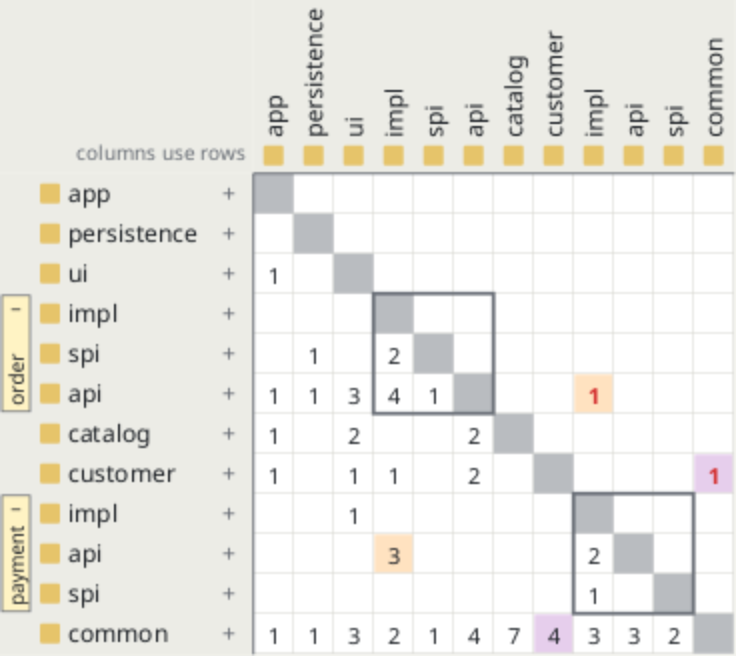 app persistence ui impl spi api catalog customer impl api spi common
columns use rows
app +
persistence +
ui + 1
order
impl +
spi + 1 2
api + 1 1 3 4 1 1
catalog + 1 2 2
customer + 1 1 1 2 1
payment
impl + 1
api + 3 2
spi + 1
common + 1 1 3 2 1 4 7 4 3 3 2